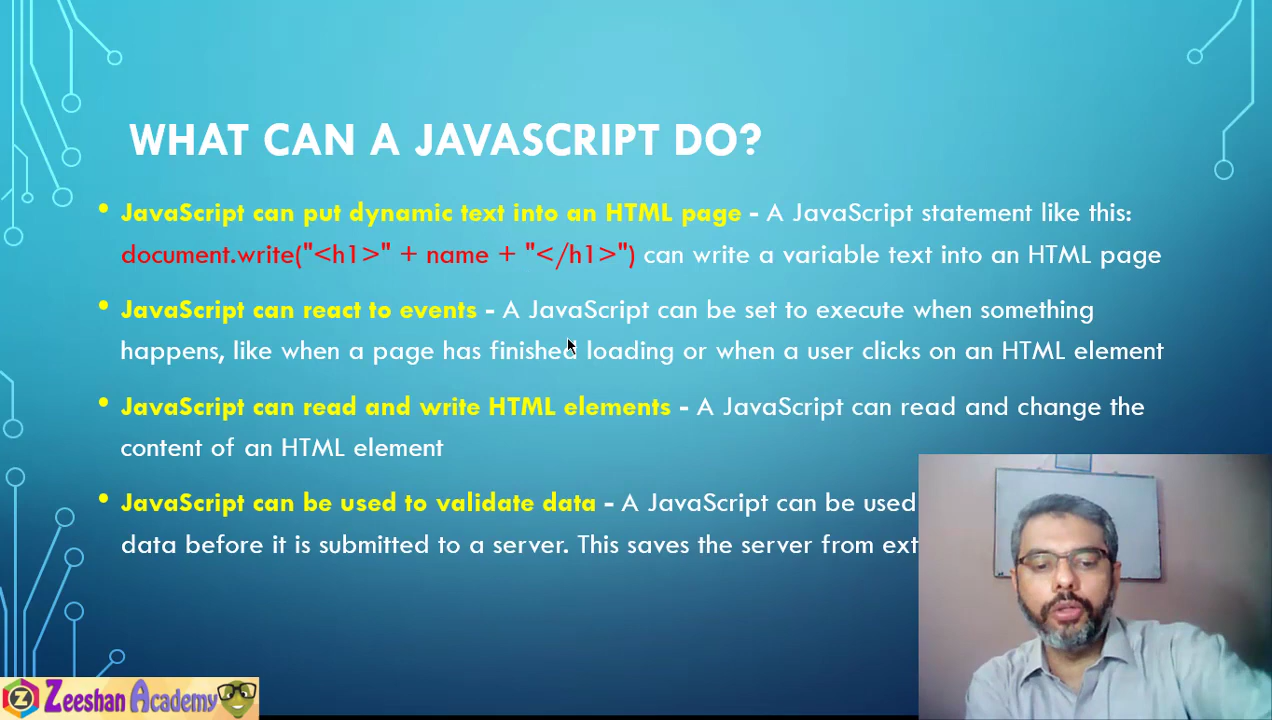 WHAT CAN A JAVASCRIPT DO?
• JavaScript can put dynamic text into an HTML page - A JavaScript statement like this:
document.write("<h1>" + name + "</h1>") can write a variable text into an HTML page
• JavaScript can react to events - A JavaScript can be set to execute when something
happens, like when a page has finished loading or when a user clicks on an HTML element
• JavaScript can read and write HTML elements - A JavaScript can read and change the
content of an HTML element
• JavaScript can be used to validate data - A JavaScript can be used
data before it is submitted to a server. This saves the server from ext
Z Zeeshan Academy